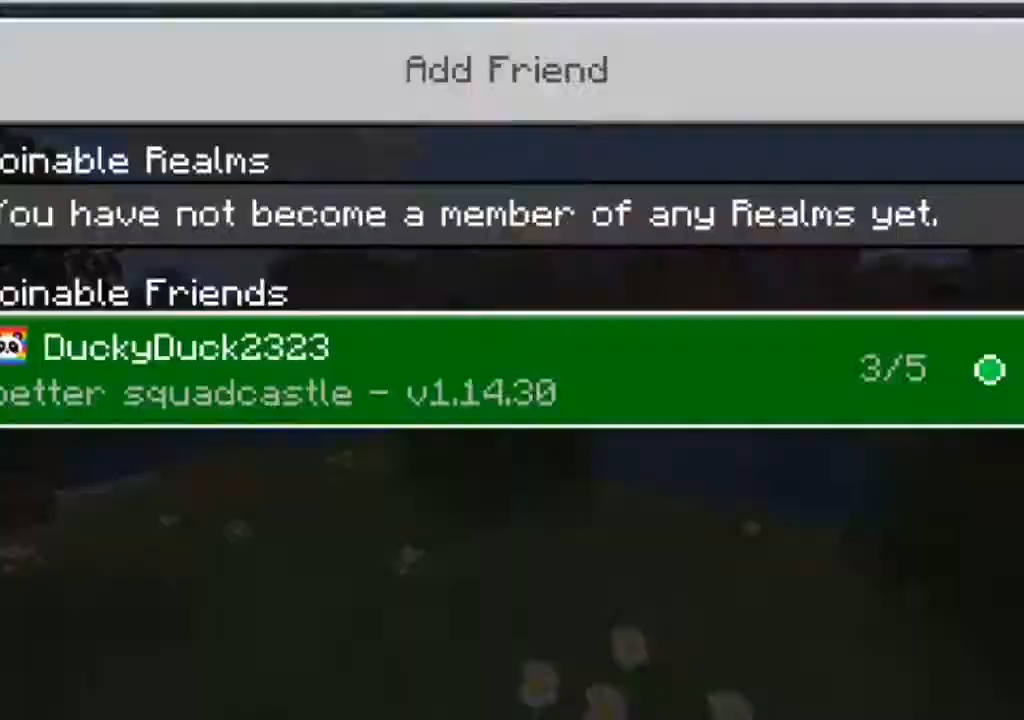 Add Friend
oinable Realms
You have not become a member of any Realms yet.
oinable Friends
DuckyDuck2323
better squadcastle - v1.14.30
3/5